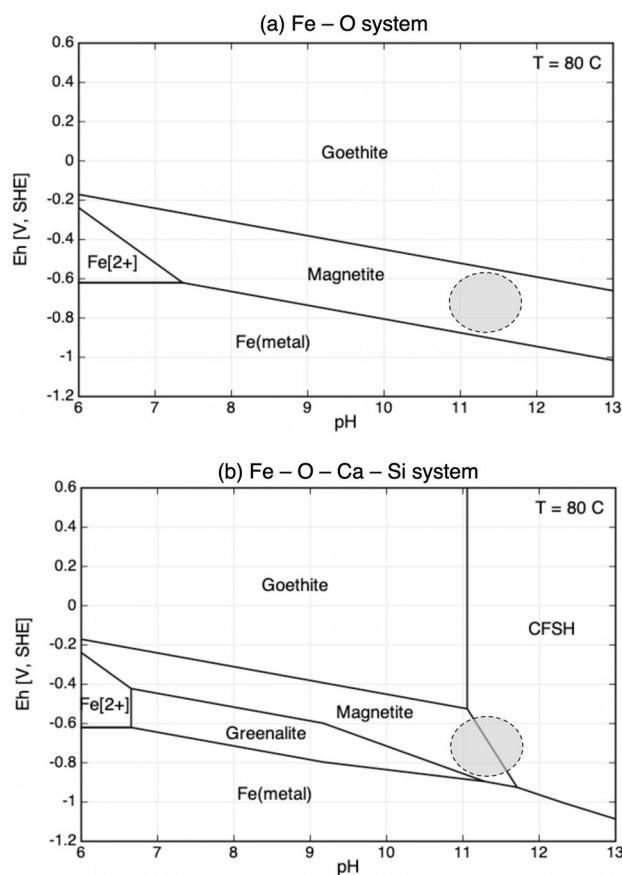 (a) Fe – O system
0.6
T = 80 C
0.4
0.2
Goethite
0
Eh [V, SHE]
-0.2
-0.4
Fe[2+]
Magnetite
-0.6
-0.8
Fe(metal)
-1
-1.2
6 7 8 9 10 11 12 13
pH
(b) Fe – O – Ca – Si system
0.6
T = 80 C
0.4
0.2
Goethite
0
CFSH
Eh [V, SHE]
-0.2
-0.4
Fe[2+]
Magnetite
-0.6
Greenalite
-0.8
Fe(metal)
-1
-1.2
6 7 8 9 10 11 12 13
pH